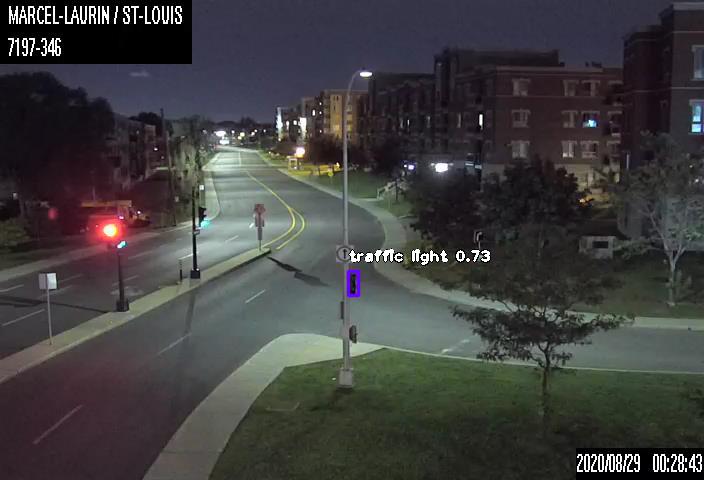 MARCEL-LAURIN / ST-LOUIS
7197-346
traffic light 0.73
2020/08/29 00:28:43